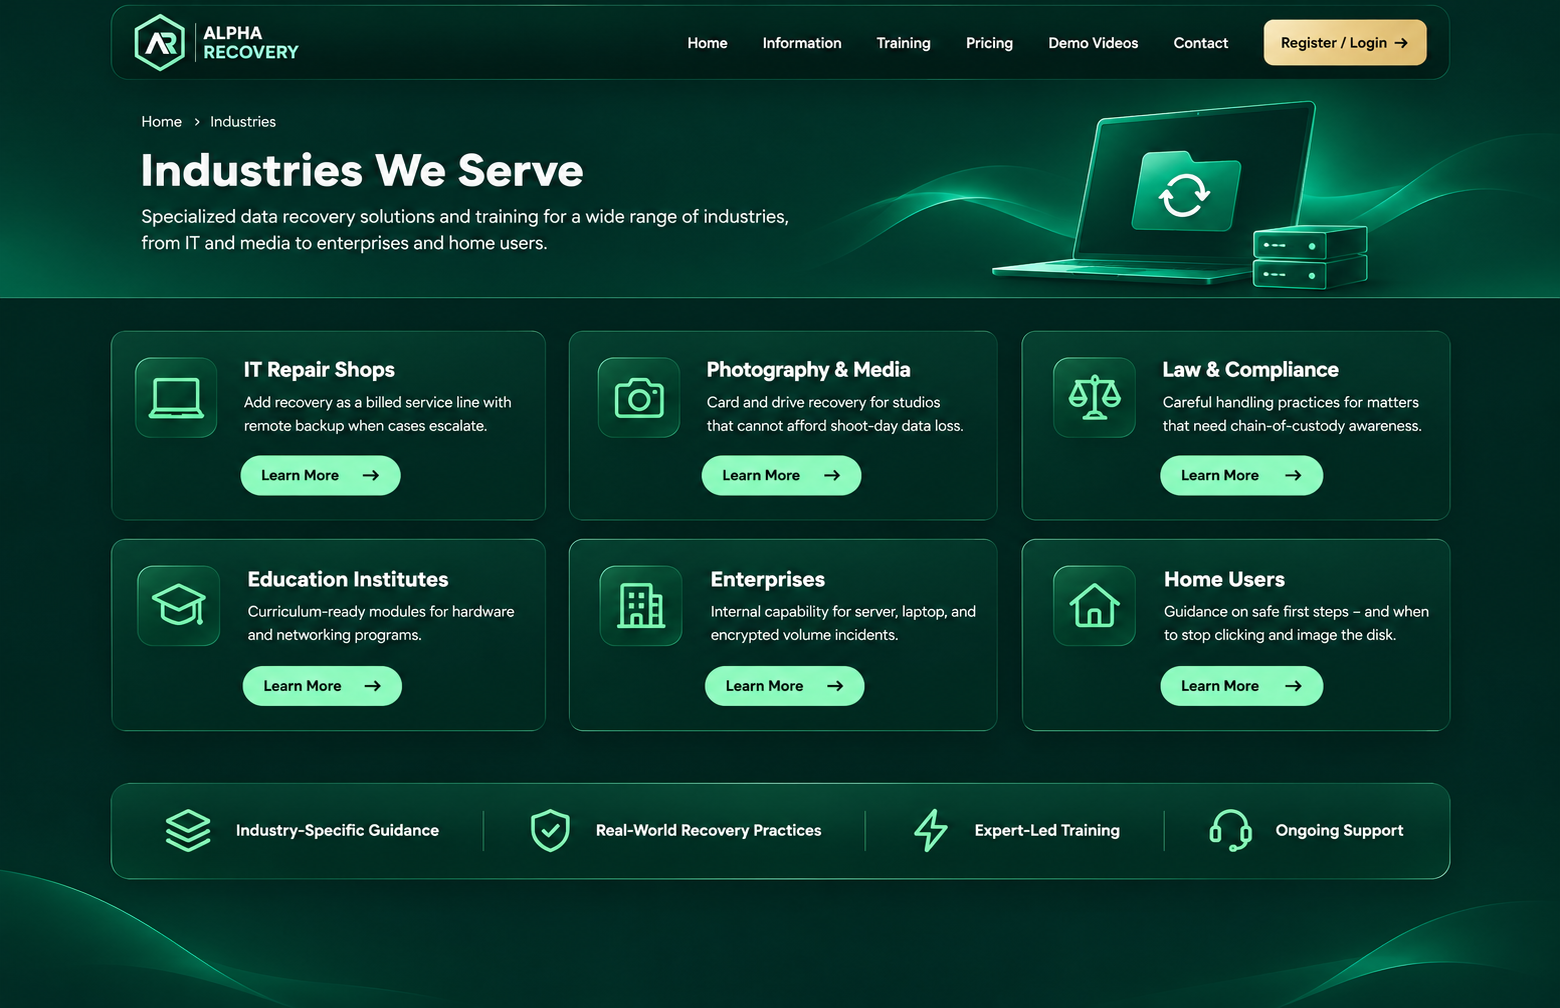 ALPHA
RECOVERY
Home
Information
Training
Pricing
Demo Videos
Contact
Register / Login →
Home > Industries
Industries We Serve
Specialized data recovery solutions and training for a wide range of industries,
from IT and media to enterprises and home users.
IT Repair Shops
Add recovery as a billed service line with
remote backup when cases escalate.
Learn More →
Photography & Media
Card and drive recovery for studios
that cannot afford shoot-day data loss.
Learn More →
Law & Compliance
Careful handling practices for matters
that need chain-of-custody awareness.
Learn More →
Education Institutes
Curriculum-ready modules for hardware
and networking programs.
Learn More →
Enterprises
Internal capability for server, laptop, and
encrypted volume incidents.
Learn More →
Home Users
Guidance on safe first steps – and when
to stop clicking and image the disk.
Learn More →
Industry-Specific Guidance
Real-World Recovery Practices
Expert-Led Training
Ongoing Support